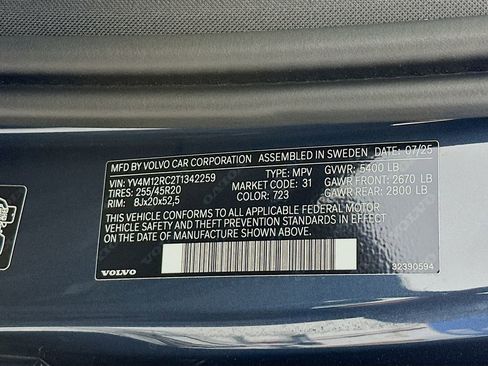 MFD BY VOLVO CAR CORPORATION ASSEMBLED IN SWEDEN DATE: 07/25
VIN: YV4M12RC2T1342259 TYPE: MPV GVWR: 5400 LB
TIRES: 255/45R20 MARKET CODE: 31 GAWR FRONT: 2670 LB
RIM: 8Jx20x52,5 COLOR: 723 GAWR REAR: 2800 LB
THIS VEHICLE CONFORMS TO ALL APPLICABLE FEDERAL MOTOR
VEHICLE SAFETY AND THEFT PREVENTION STANDARDS IN EFFECT
ON THE DATE OF MANUFACTURE SHOWN ABOVE.
VOLVO 32390594